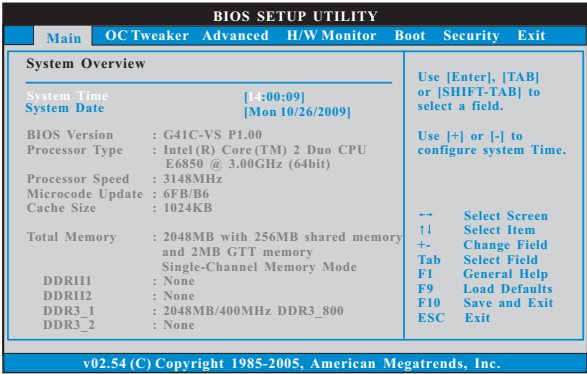 BIOS SETUP UTILITY
Main OC Tweaker Advanced H/W Monitor Boot Security Exit
System Overview
System Time [14:00:09]
System Date [Mon 10/26/2009]
BIOS Version : G41C-VS P1.00
Processor Type : Intel (R) Core (TM) 2 Duo CPU
E6850 @ 3.00GHz (64bit)
Processor Speed : 3148MHz
Microcode Update : 6FB/B6
Cache Size : 1024KB
Total Memory : 2048MB with 256MB shared memory
and 2MB GTT memory
Single-Channel Memory Mode
DDRII1 : None
DDRII2 : None
DDR3_1 : 2048MB/400MHz DDR3_800
DDR3_2 : None
Use [Enter], [TAB]
or [SHIFT-TAB] to
select a field.
Use [+] or [-] to
configure system Time.
←→ Select Screen
↑↓ Select Item
+- Change Field
Tab Select Field
F1 General Help
F9 Load Defaults
F10 Save and Exit
ESC Exit
v02.54 (C) Copyright 1985-2005, American Megatrends, Inc.